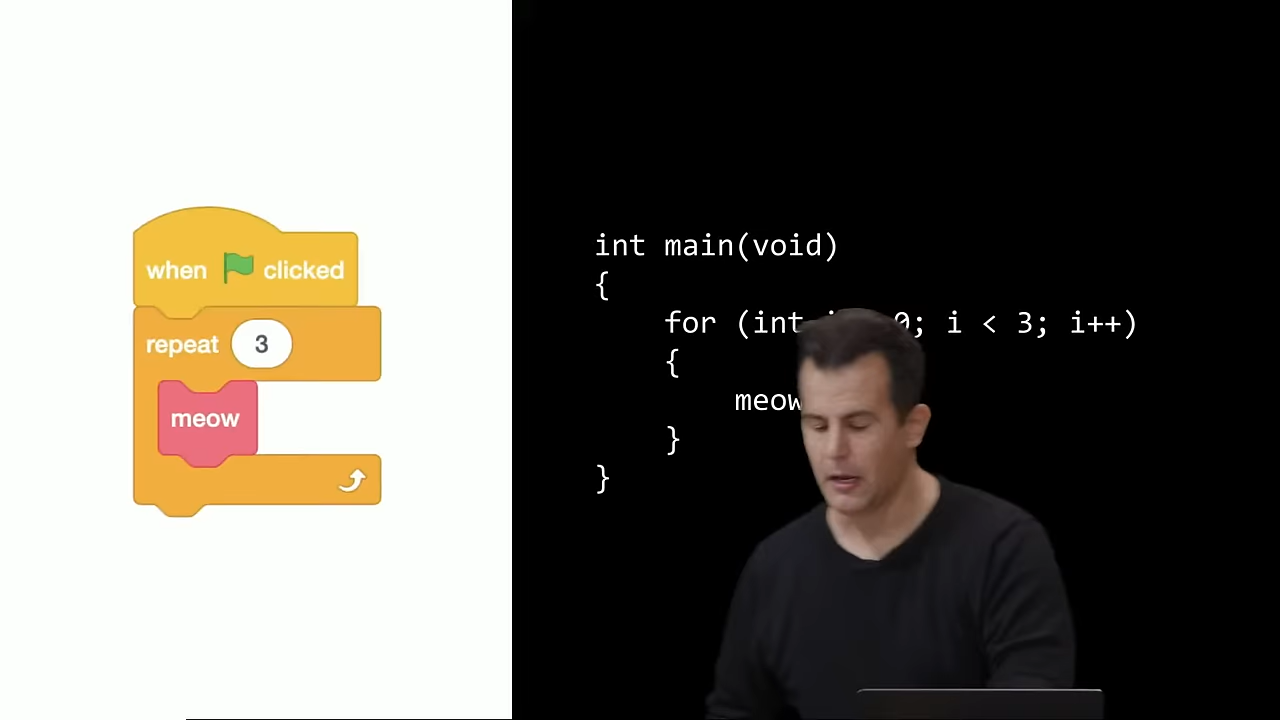 when clicked
repeat 3
meow
int main(void)
{
for (int 0; i < 3; i++)
{
meow
}
}